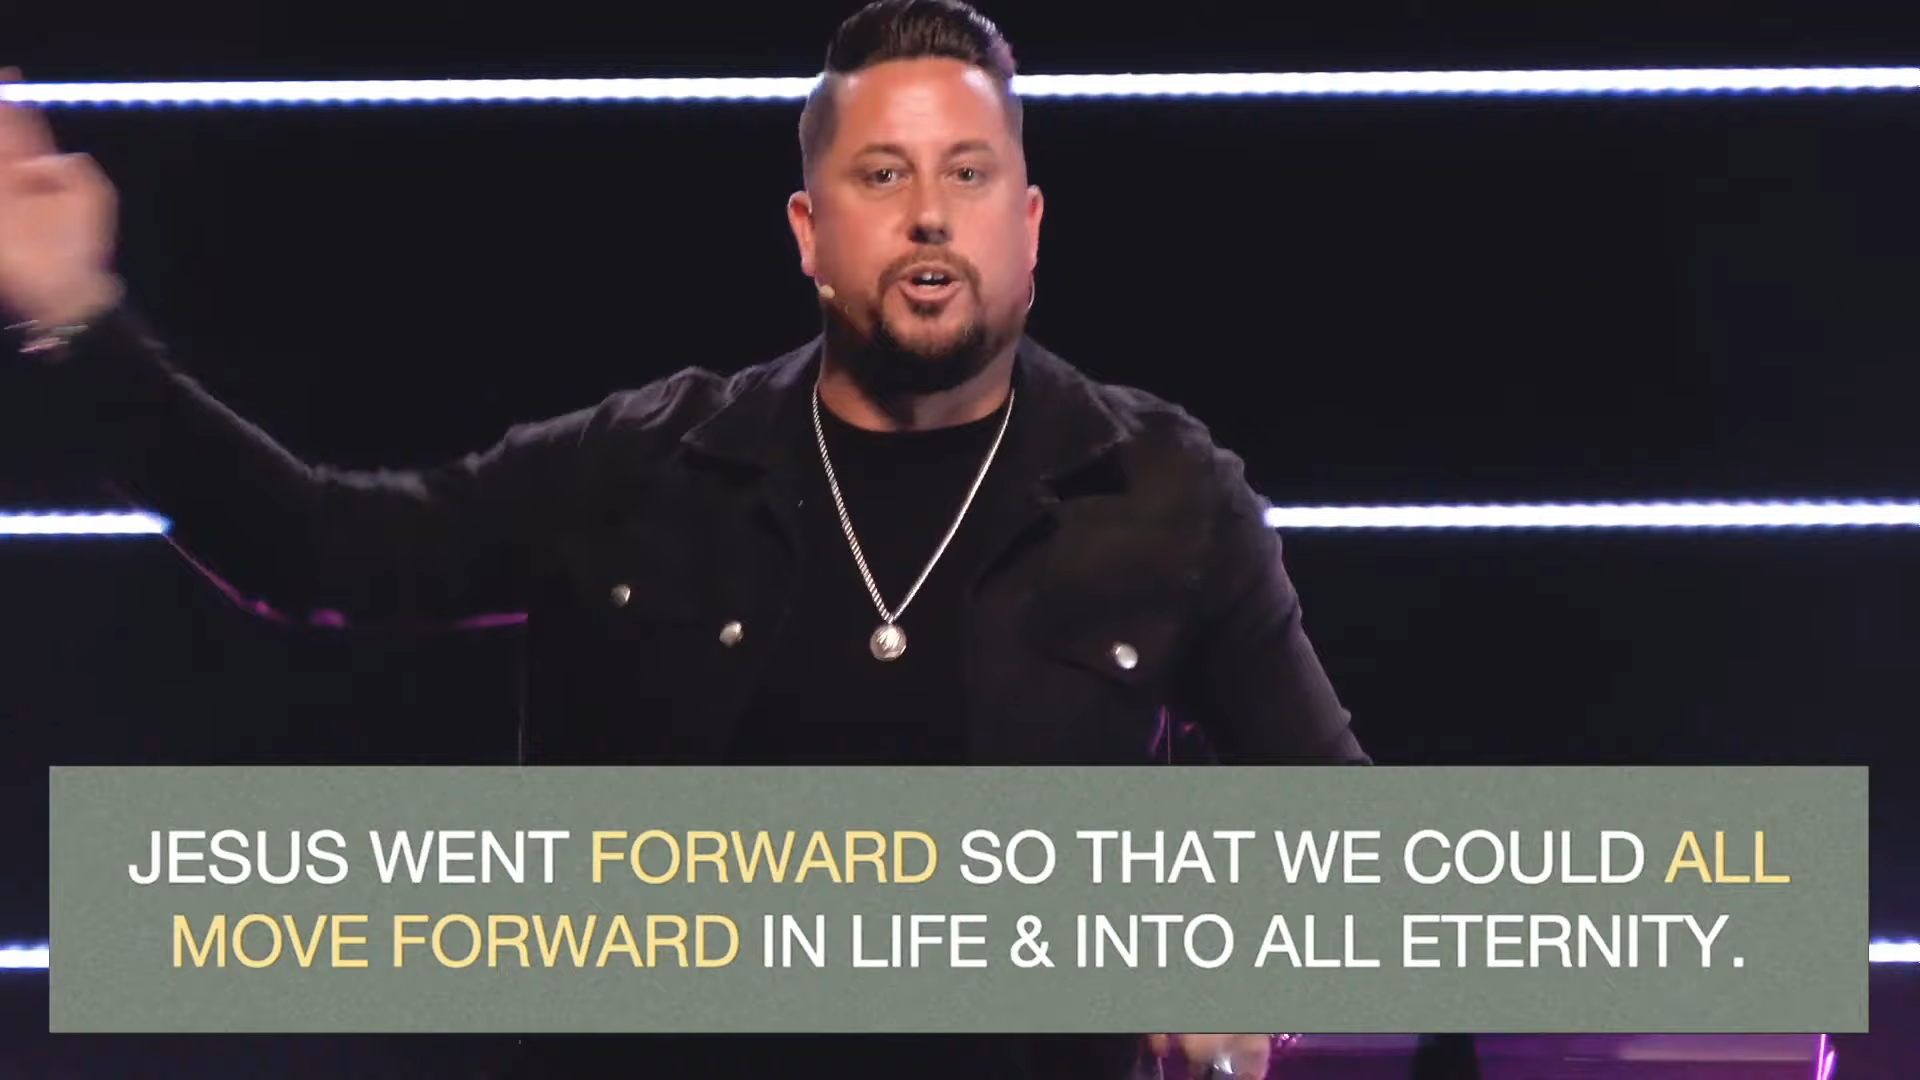 JESUS WENT FORWARD SO THAT WE COULD ALL
MOVE FORWARD IN LIFE & INTO ALL ETERNITY.